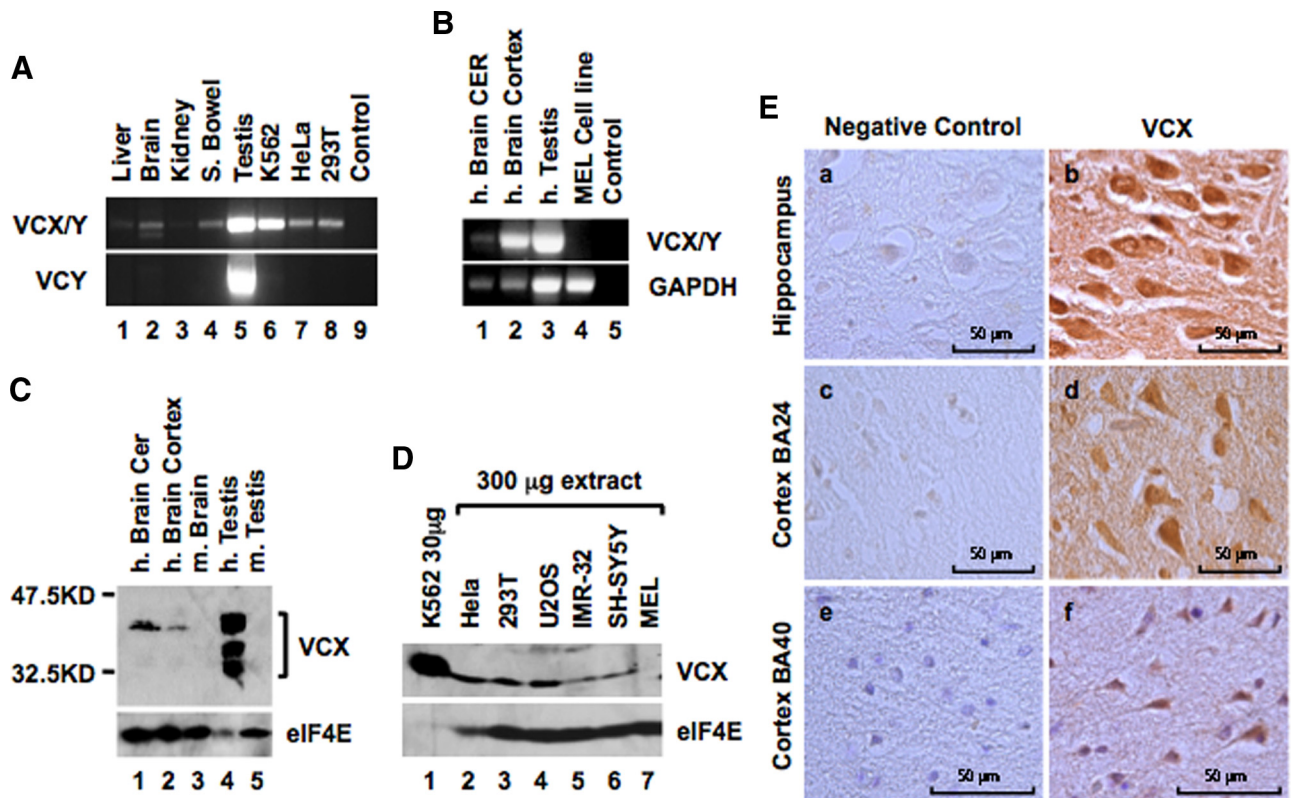 A
Liver
Brain
Kidney
S. Bowel
Testis
K562
HeLa
293T
Control
VCX/Y
VCY
1 2 3 4 5 6 7 8 9
B
h. Brain CER
h. Brain Cortex
h. Testis
MEL Cell line
Control
VCX/Y
GAPDH
1 2 3 4 5
C
h. Brain Cer
h. Brain Cortex
m. Brain
h. Testis
m. Testis
47.5KD
32.5KD
VCX
eIF4E
1 2 3 4 5
D
300 µg extract
K562 30µg
Hela
293T
U2OS
IMR-32
SH-SY5Y
MEL
VCX
eIF4E
1 2 3 4 5 6 7
E
Negative Control VCX
Hippocampus
a b
50 µm 50 µm
Cortex BA24
c d
50 µm 50 µm
Cortex BA40
e f
50 µm 50 µm